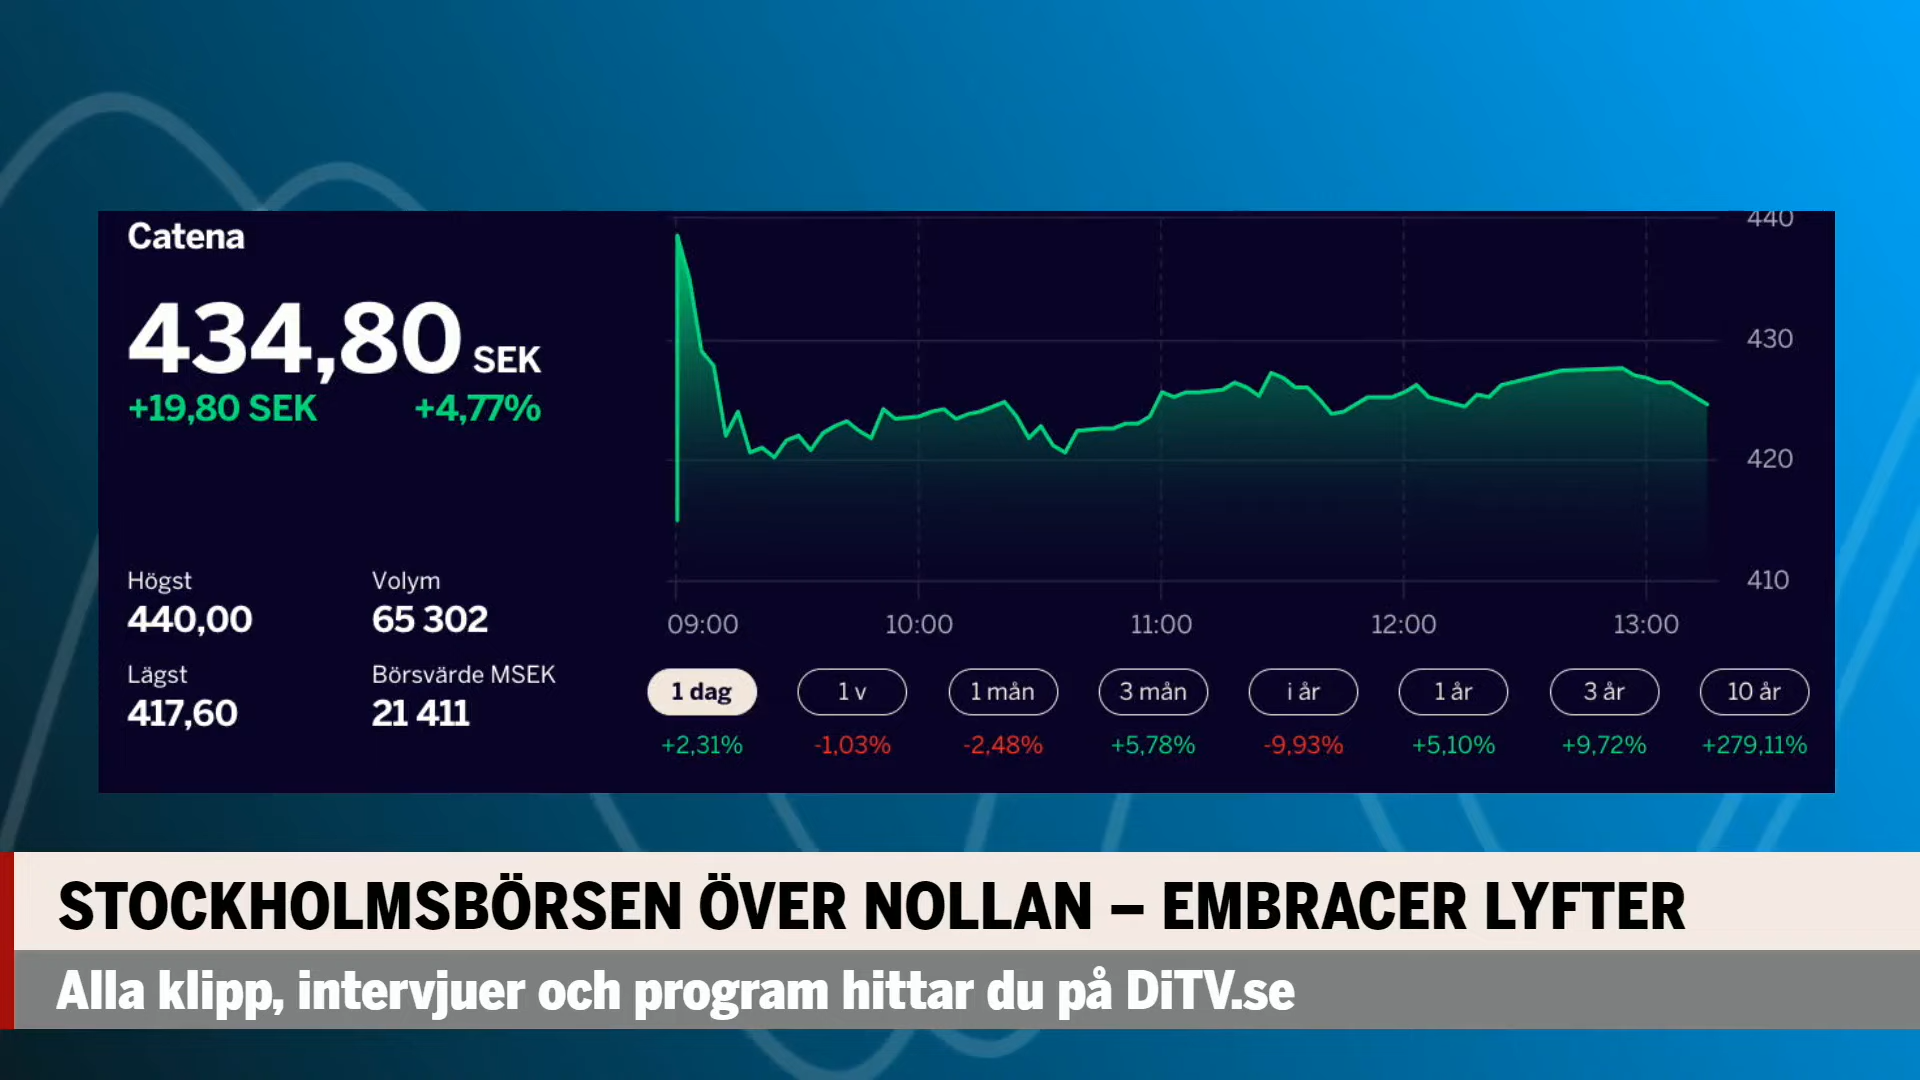 Catena
434,80 SEK
+19,80 SEK +4,77%
Högst Volym
440,00 65 302
Lägst Börsvärde MSEK
417,60 21 411
440
430
420
410
09:00 10:00 11:00 12:00 13:00
1 dag 1 v 1 mån 3 mån i år 1 år 3 år 10 år
+2,31% -1,03% -2,48% +5,78% -9,93% +5,10% +9,72% +279,11%
STOCKHOLMSBÖRSEN ÖVER NOLLAN – EMBRACER LYFTER
Alla klipp, intervjuer och program hittar du på DiTV.se